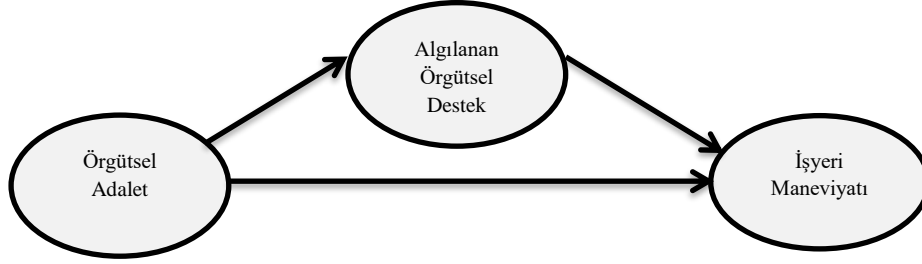 Algılanan
Örgütsel
Destek
Örgütsel
Adalet
İşyeri
Maneviyatı